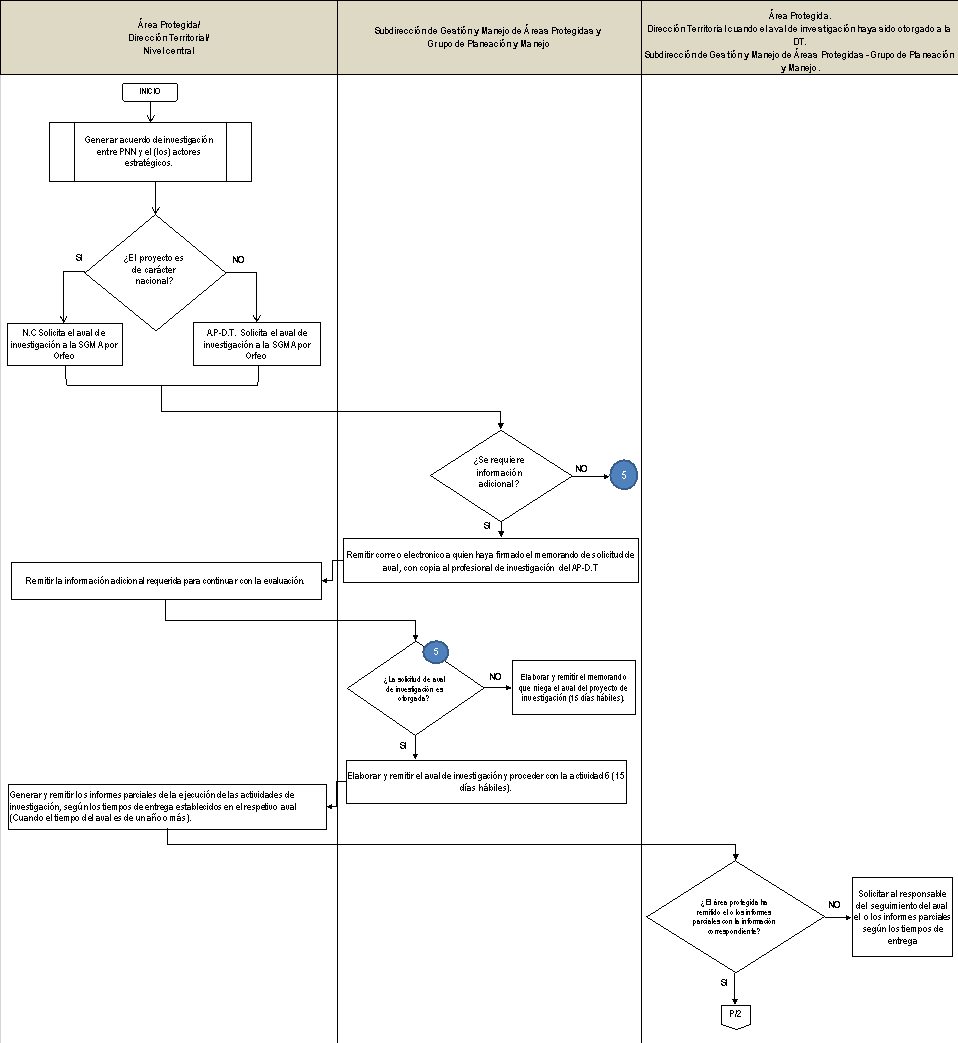 Área Protegida/
Dirección Territorial/
Nivel central
Subdirección de Gestión y Manejo de Áreas Protegidas y
Grupo de Planeación y Manejo
Área Protegida.
Dirección Territorial cuando el aval de investigación haya sido otorgado a la
DT.
Subdirección de Gestión y Manejo de Áreas Protegidas - Grupo de Planeación
y Manejo.
INICIO
Generar acuerdo de investigación
entre PNN y el (los) actores
estratégicos.
¿El proyecto es
de carácter
nacional?
SI
NO
N.C Solicita el aval de
investigación a la SGMA por
Orfeo
A.P-D.T. Solicita el aval de
investigación a la SGMA por
Orfeo
¿Se requiere
información
adicional?
NO
5
SI
Remitir correo electronico a quien haya firmado el memorando de solicitud de
aval, con copia al profesional de investigación del AP-D.T
Remitir la información adicional requerida para continuar con la evaluación.
5
¿La solicitud de aval
de investigación es
otorgada?
NO
Elaborar y remitir el memorando
que niega el aval del proyecto de
investigación (15 días hábiles).
SI
Elaborar y remitir el aval de investigación y proceder con la actividad 6 (15
días hábiles).
Generar y remitir los informes parciales de la ejecución de las actividades de
investigación, según los tiempos de entrega establecidos en el respetivo aval
(Cuando el tiempo del aval es de un año o más).
¿El área protegida ha
remitido el o los informes
parciales con la información
correspondiente?
NO
Solicitar al responsable
del seguimiento del aval
el o los informes parciales
según los tiempos de
entrega
SI
P/2